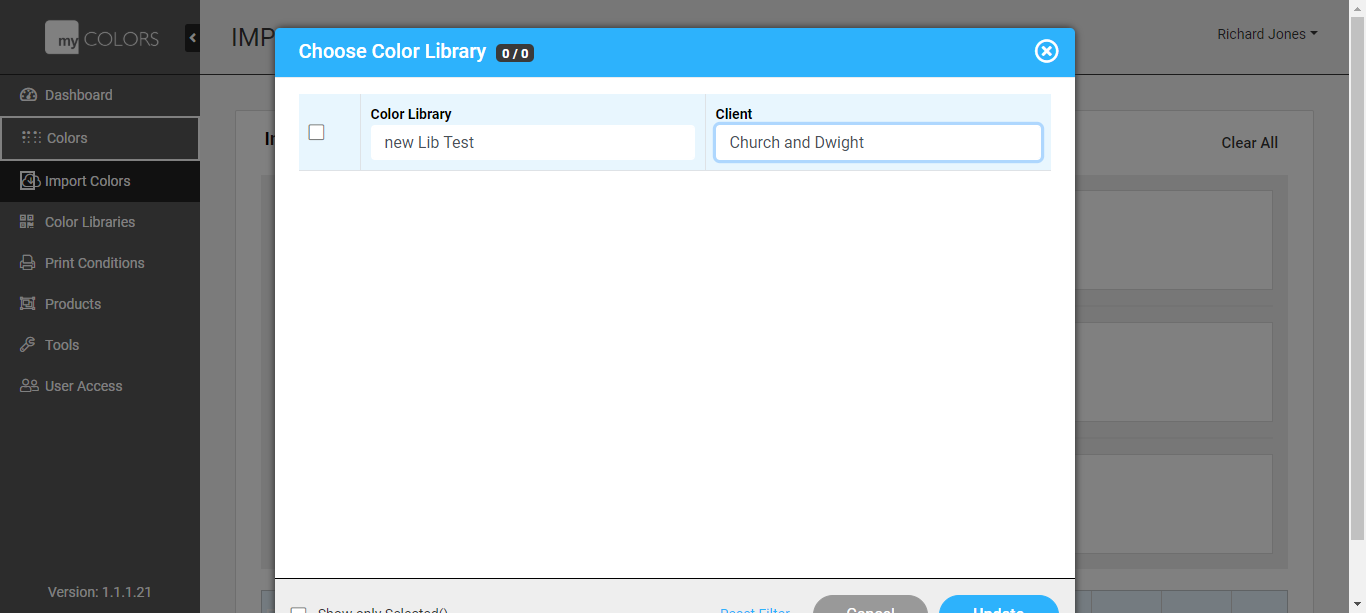 my COLORS
IMP
Richard Jones
Choose Color Library 0 / 0
Dashboard
Colors
Import Colors
Color Libraries
Print Conditions
Products
Tools
User Access
Version: 1.1.1.21
Clear All
Color Library
new Lib Test
Client
Church and Dwight
Show only Selected()
Reset Filter
Cancel
Update